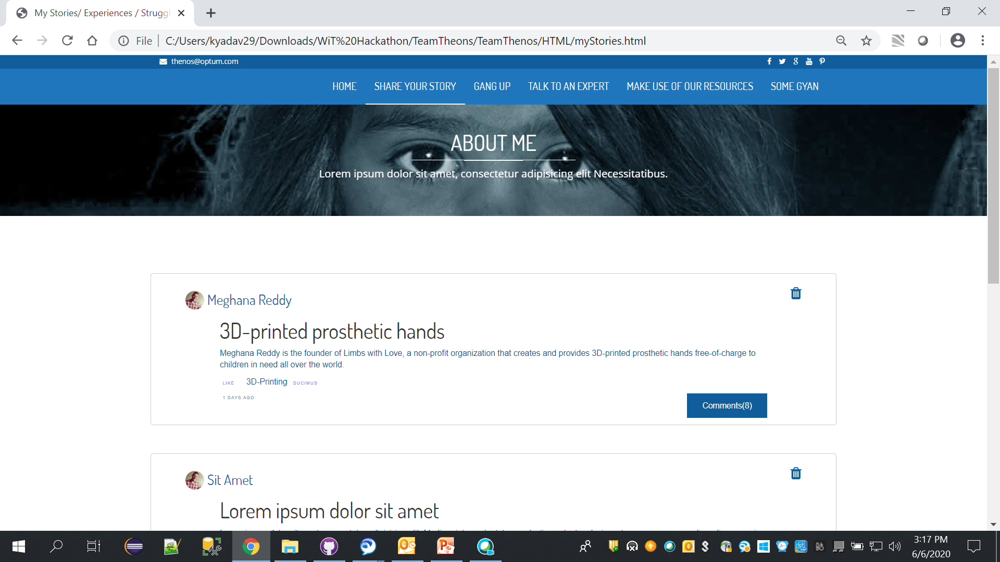 My Stories/ Experiences / Strugg
File
C:/Users/kyadav29/Downloads/WiT%20Hackathon/TeamTheons/TeamThenos/HTML/myStories.html
thenos@optum.com
HOME SHARE YOUR STORY GANG UP TALK TO AN EXPERT MAKE USE OF OUR RESOURCES SOME GYAN
ABOUT ME
Lorem ipsum dolor sit amet, consectetur adipisicing elit Necessitatibus.
Meghana Reddy
3D-printed prosthetic hands
Meghana Reddy is the founder of Limbs with Love, a non-profit organization that creates and provides 3D-printed prosthetic hands free-of-charge to
children in need all over the world.
LIKE 3D-Printing DUCIMUS
1 DAYS AGO
Comments(8)
Sit Amet
Lorem ipsum dolor sit amet
3:17 PM
6/6/2020